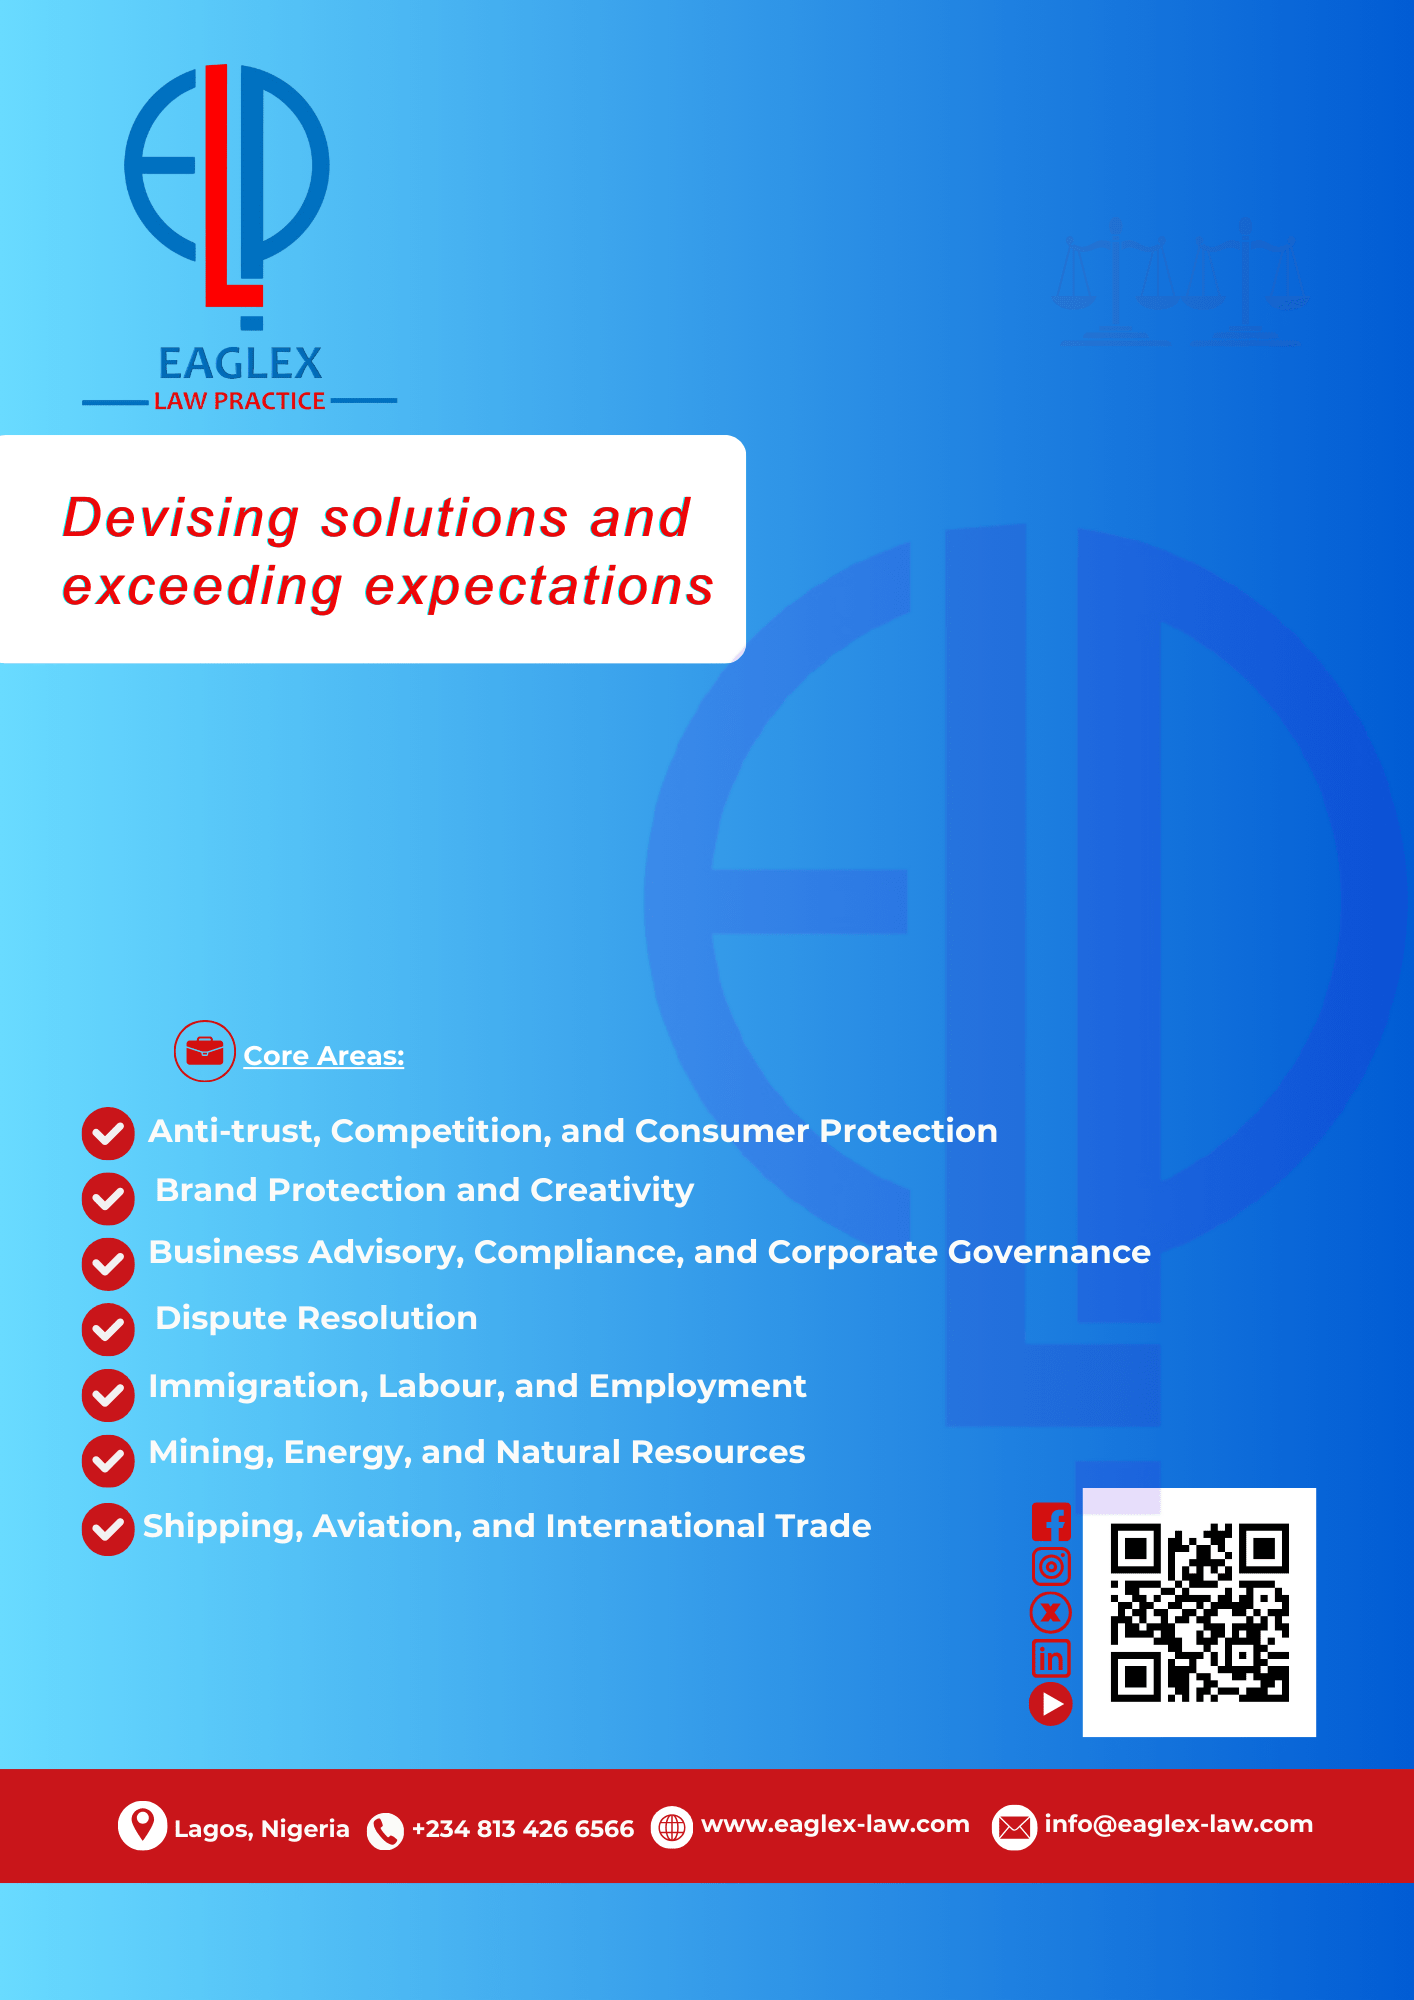 ELP
EAGLEX
LAW PRACTICE
Devising solutions and
exceeding expectations
Core Areas:
Anti-trust, Competition, and Consumer Protection
Brand Protection and Creativity
Business Advisory, Compliance, and Corporate Governance
Dispute Resolution
Immigration, Labour, and Employment
Mining, Energy, and Natural Resources
Shipping, Aviation, and International Trade
Lagos, Nigeria +234 813 426 6566 www.eaglex-law.com info@eaglex-law.com